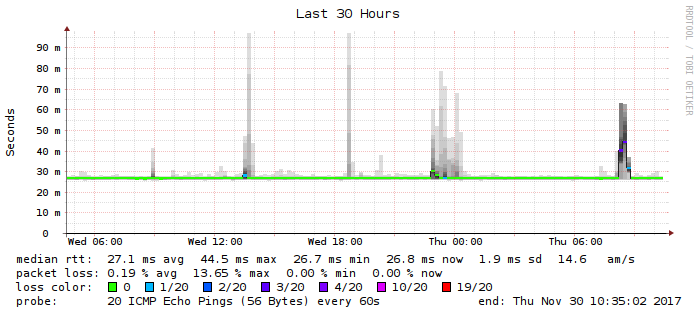 Last 30 Hours
RRDTOOL / TOBI OETIKER
Seconds
90 m
80 m
70 m
60 m
50 m
40 m
30 m
20 m
10 m
0
Wed 06:00 Wed 12:00 Wed 18:00 Thu 00:00 Thu 06:00
median rtt: 27.1 ms avg 44.5 ms max 26.7 ms min 26.8 ms now 1.9 ms sd 14.6 am/s
packet loss: 0.19 % avg 13.65 % max 0.00 % min 0.00 % now
loss color: 0 1/20 2/20 3/20 4/20 10/20 19/20
probe: 20 ICMP Echo Pings (56 Bytes) every 60s end: Thu Nov 30 10:35:02 2017